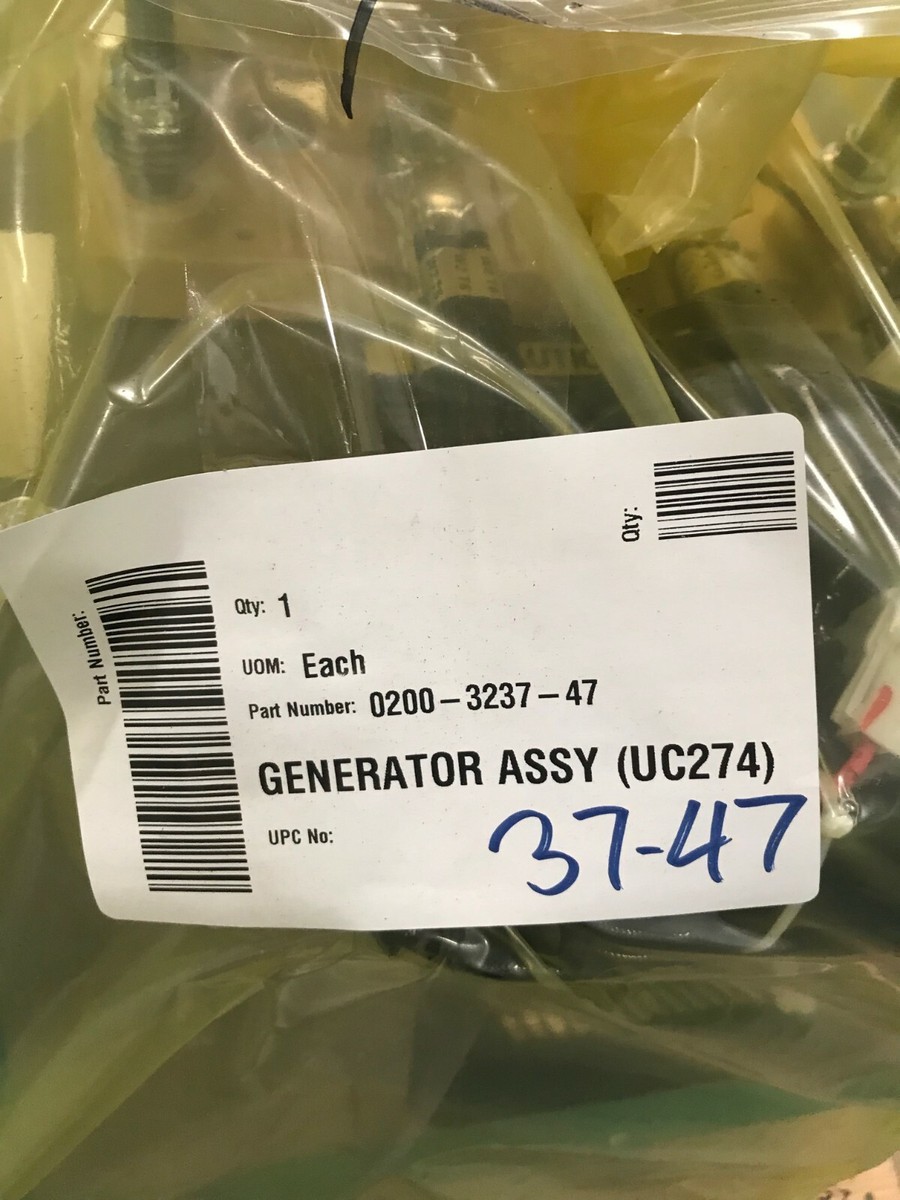 Qty:
Part Number:
Qty: 1
UOM: Each
Part Number: 0200-3237-47
GENERATOR ASSY (UC274)
UPC No:
37-47